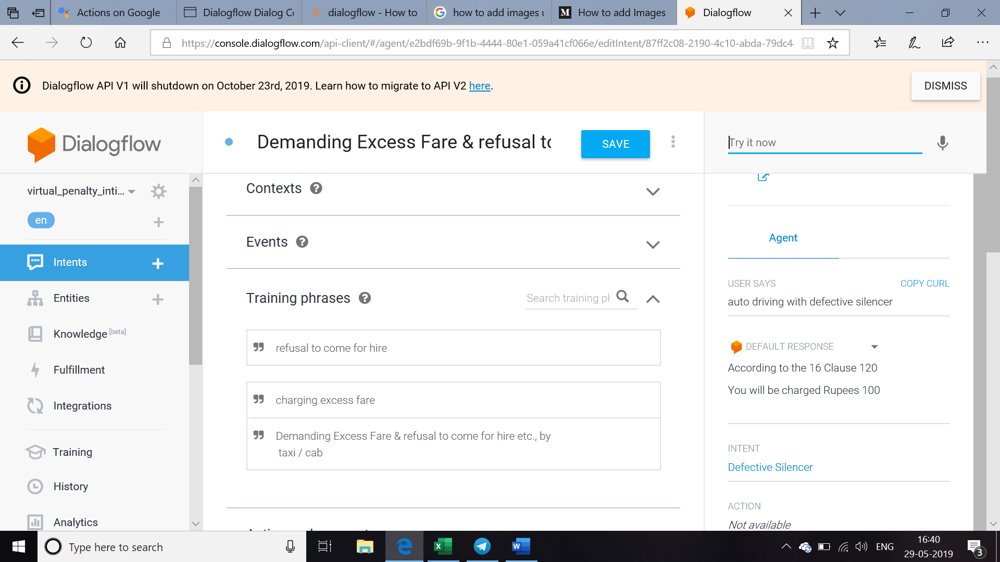 Actions on Google
Dialogflow Dialog Co
dialogflow - How to
how to add images u
How to add Images
Dialogflow
https://console.dialogflow.com/api-client/#/agent/e2bdf69b-9f1b-4444-80e1-059a41cf066e/editIntent/87ff2c08-2190-4c10-abda-79dc4
Dialogflow API V1 will shutdown on October 23rd, 2019. Learn how to migrate to API V2 here.
DISMISS
Dialogflow
Demanding Excess Fare & refusal to
SAVE
Try it now
virtual_penalty_inti...
en
Intents
Entities
Knowledge [beta]
Fulfillment
Integrations
Training
History
Analytics
Contexts
Events
Training phrases
Search training pl
refusal to come for hire
charging excess fare
Demanding Excess Fare & refusal to come for hire etc., by
taxi / cab
Agent
USER SAYS
COPY CURL
auto driving with defective silencer
DEFAULT RESPONSE
According to the 16 Clause 120
You will be charged Rupees 100
INTENT
Defective Silencer
ACTION
Not available
Type here to search
ENG
16:40
29-05-2019
3